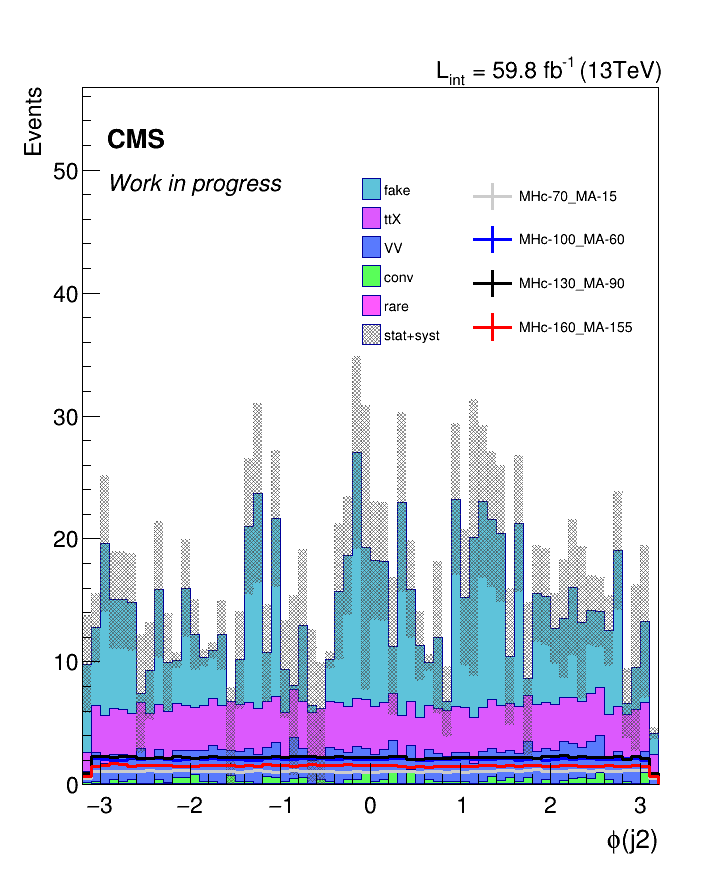 L_int = 59.8 fb⁻¹ (13TeV)
Events
CMS
Work in progress
fake
ttX
VV
conv
rare
stat+syst
MHc-70_MA-15
MHc-100_MA-60
MHc-130_MA-90
MHc-160_MA-155
50
40
30
20
10
0
−3 −2 −1 0 1 2 3
ϕ(j2)